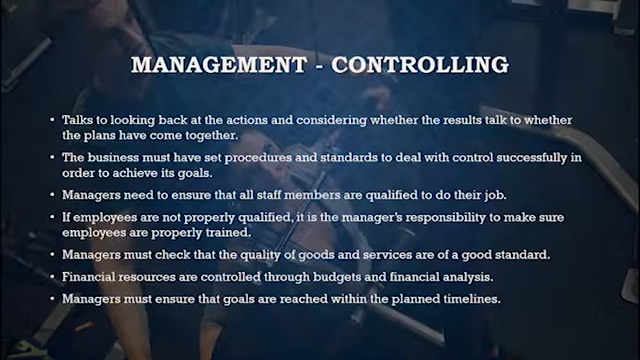 MANAGEMENT - CONTROLLING
• Talks to looking back at the actions and considering whether the results talk to whether
the plans have come together.
• The business must have set procedures and standards to deal with control successfully in
order to achieve its goals.
• Managers need to ensure that all staff members are qualified to do their job.
• If employees are not properly qualified, it is the manager's responsibility to make sure
employees are properly trained.
• Managers must check that the quality of goods and services are of a good standard.
• Financial resources are controlled through budgets and financial analysis.
• Managers must ensure that goals are reached within the planned timelines.